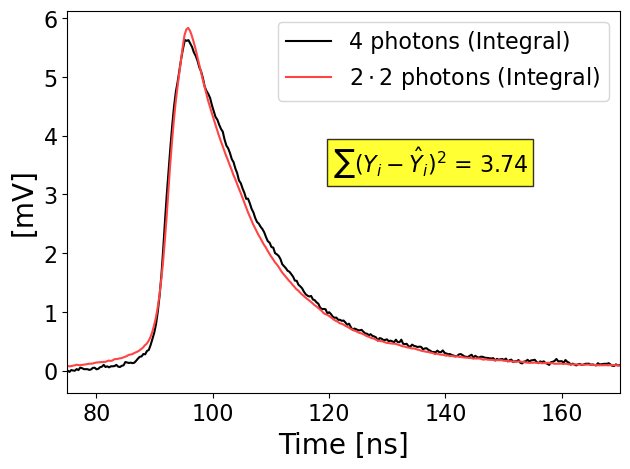 6
5
4
3
2
1
0
[mV]
4 photons (Integral)
2 · 2 photons (Integral)
∑(Yᵢ − Ŷᵢ)² = 3.74
80 100 120 140 160
Time [ns]